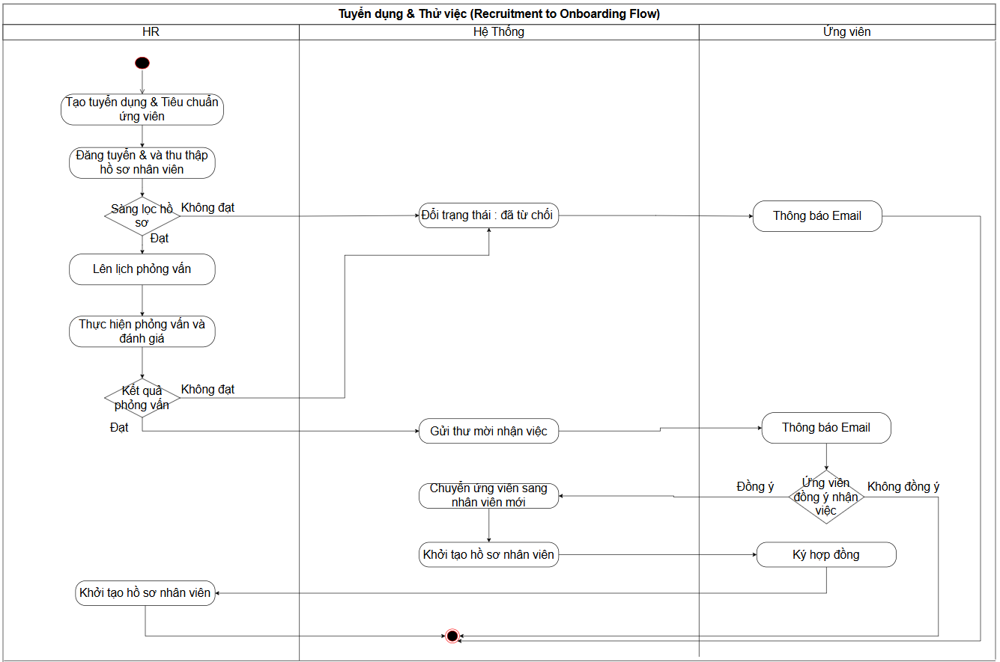 Tuyển dụng & Thử việc (Recruitment to Onboarding Flow)
HR
Hệ Thống
Ứng viên
Tạo tuyển dụng & Tiêu chuẩn
ứng viên
Đăng tuyển & và thu thập
hồ sơ nhân viên
Sàng lọc hồ
sơ
Không đạt
Đổi trạng thái : đã từ chối
Thông báo Email
Đạt
Lên lịch phỏng vấn
Thực hiện phỏng vấn và
đánh giá
Kết quả
phỏng vấn
Không đạt
Đạt
Gửi thư mời nhận việc
Thông báo Email
Ứng viên
đồng ý nhận
việc
Đồng ý
Không đồng ý
Chuyển ứng viên sang
nhân viên mới
Khởi tạo hồ sơ nhân viên
Ký hợp đồng
Khởi tạo hồ sơ nhân viên